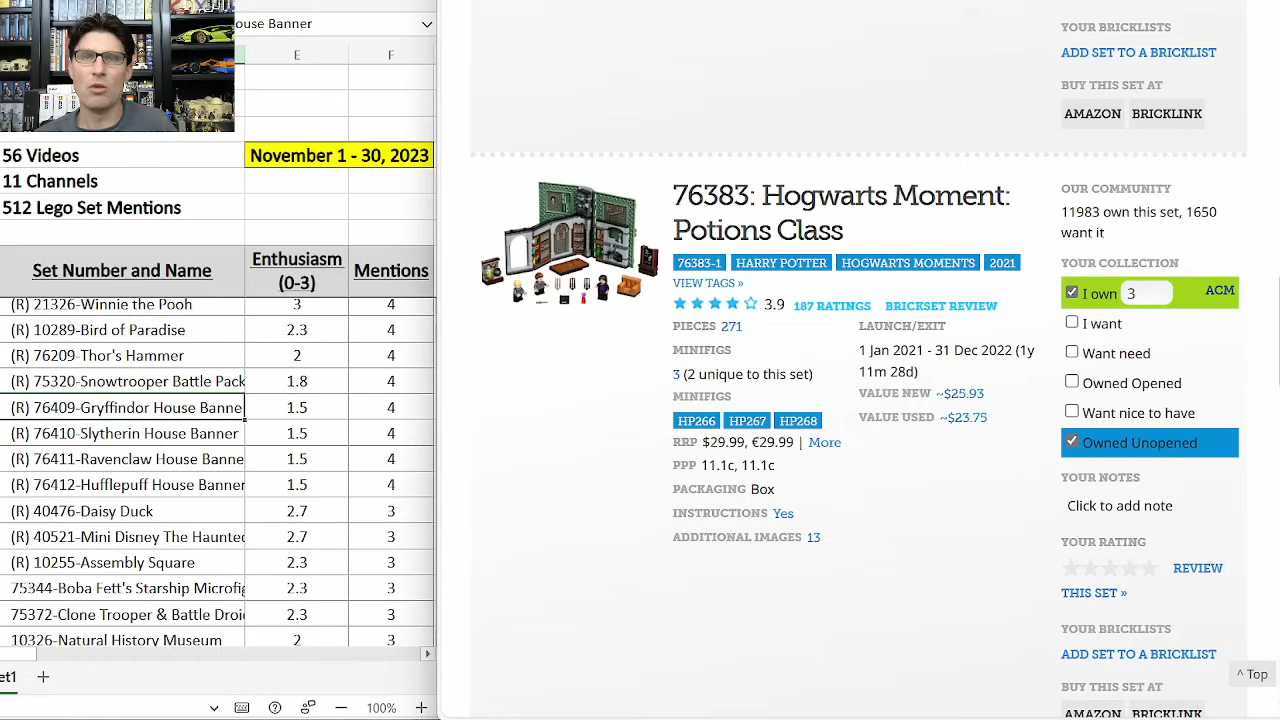 ouse Banner
E
F
56 Videos
November 1 - 30, 2023
11 Channels
512 Lego Set Mentions
Set Number and Name
Enthusiasm
(0-3)
Mentions
(R) 21326-Winnie the Pooh 3 4
(R) 10289-Bird of Paradise 2.3 4
(R) 76209-Thor's Hammer 2 4
(R) 75320-Snowtrooper Battle Pack 1.8 4
(R) 76409-Gryffindor House Banne 1.5 4
(R) 76410-Slytherin House Banner 1.5 4
(R) 76411-Ravenclaw House Banne 1.5 4
(R) 76412-Hufflepuff House Banner 1.5 4
(R) 40476-Daisy Duck 2.7 3
(R) 40521-Mini Disney The Haunte 2.7 3
(R) 10255-Assembly Square 2.3 3
75344-Boba Fett's Starship Microfi 2.3 3
75372-Clone Trooper & Battle Droi 2.3 3
10326-Natural History Museum 2 3
et1
100%
76383: Hogwarts Moment:
Potions Class
76383-1 HARRY POTTER HOGWARTS MOMENTS 2021
VIEW TAGS »
3.9 187 RATINGS BRICKSET REVIEW
PIECES 271
MINIFIGS
3 (2 unique to this set)
MINIFIGS
HP266 HP267 HP268
RRP $29.99, €29.99 | More
PPP 11.1c, 11.1c
PACKAGING Box
INSTRUCTIONS Yes
ADDITIONAL IMAGES 13
LAUNCH/EXIT
1 Jan 2021 - 31 Dec 2022 (1y
11m 28d)
VALUE NEW ~$25.93
VALUE USED ~$23.75
YOUR BRICKLISTS
ADD SET TO A BRICKLIST
BUY THIS SET AT
AMAZON BRICKLINK
OUR COMMUNITY
11983 own this set, 1650
want it
YOUR COLLECTION
I own 3 ACM
I want
Want need
Owned Opened
Want nice to have
Owned Unopened
YOUR NOTES
Click to add note
YOUR RATING
REVIEW
THIS SET »
YOUR BRICKLISTS
ADD SET TO A BRICKLIST
BUY THIS SET AT
AMAZON BRICKLINK
^ Top